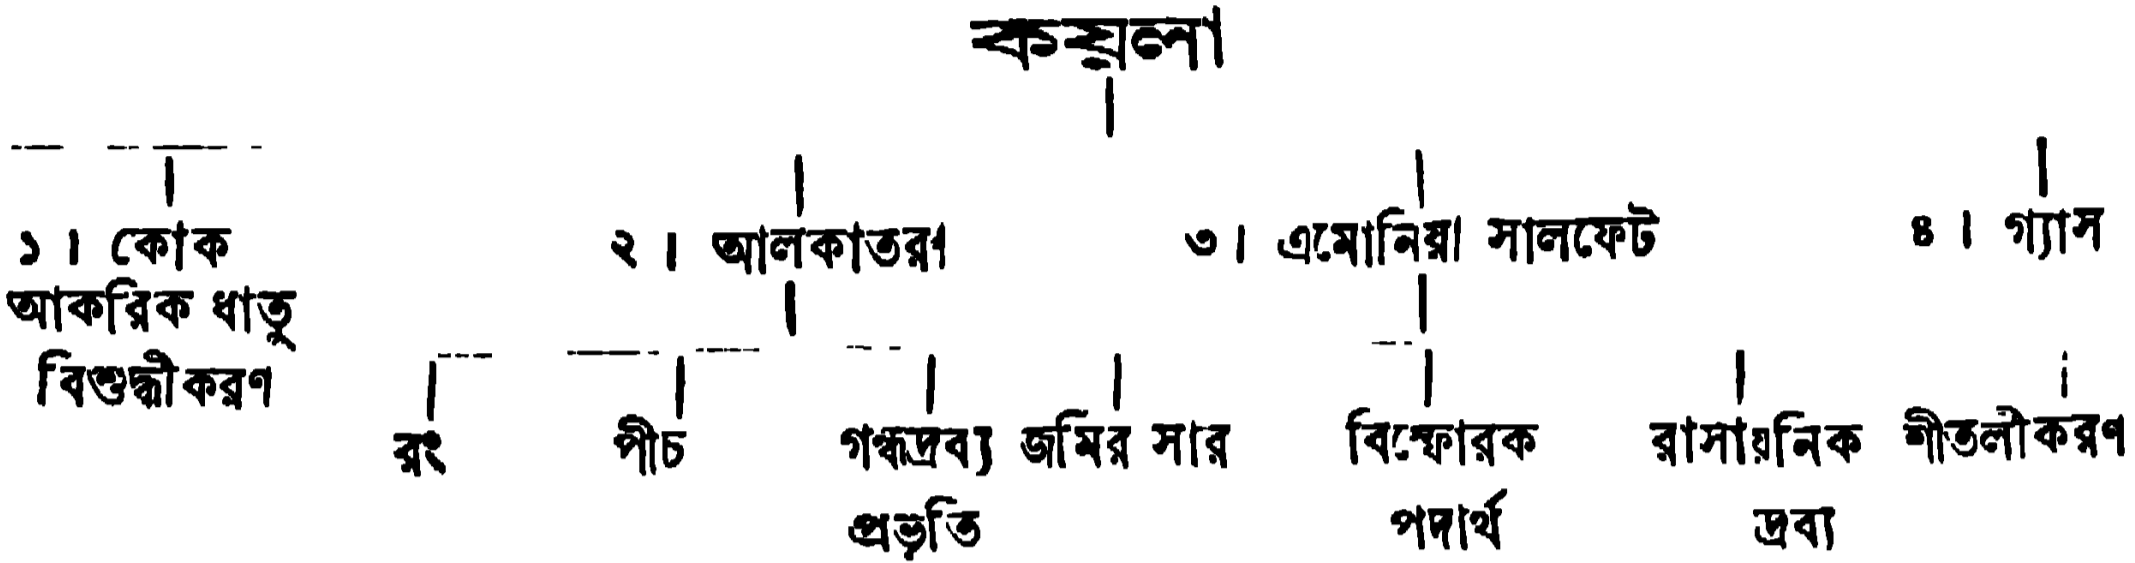 কয়লা
১। কোক ২। আলকাতরা ৩। এমোনিয়া সালফেট ৪। গ্যাস
আকরিক ধাতু
বিশুদ্ধীকরণ
রং পীচ গন্ধদ্রব্য জমির সার বিস্ফোরক রাসায়নিক শীতলীকরণ
প্রভৃতি পদার্থ দ্রব্য